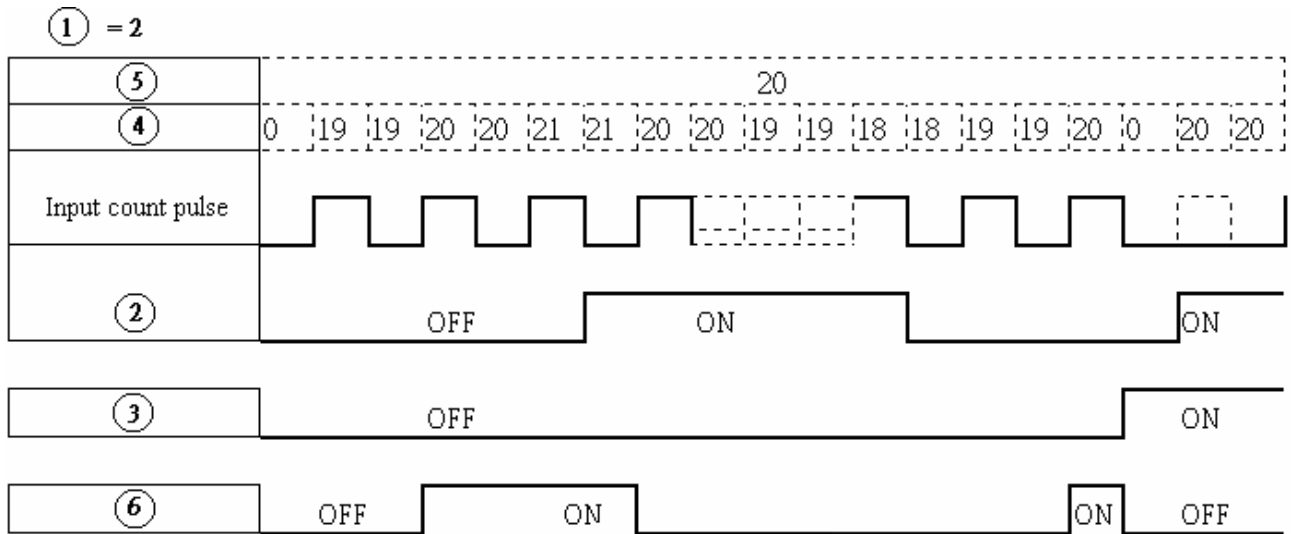 ① = 2
⑤ 20
④ 0 19 19 20 20 21 21 20 20 19 19 18 18 19 19 20 0 20 20
Input count pulse
② OFF ON ON
③ OFF ON
⑥ OFF ON ON OFF